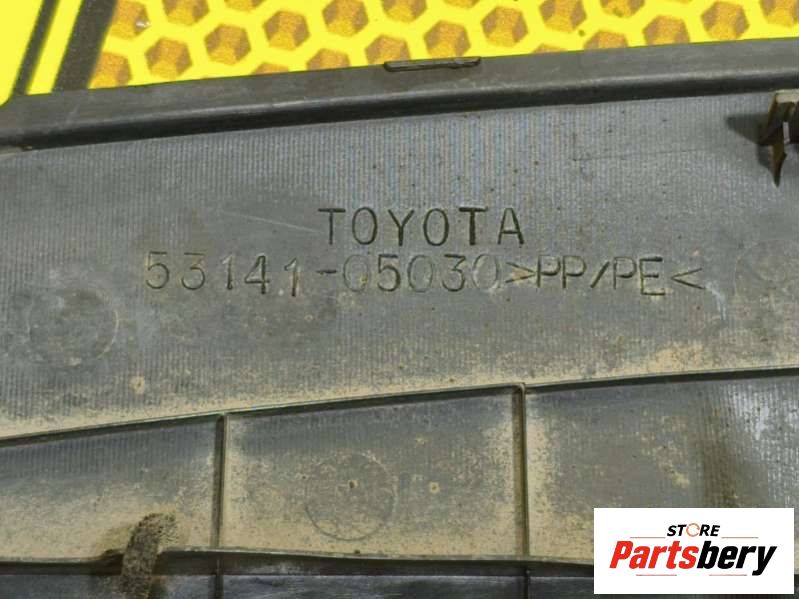 TOYOTA
53141-05030>PP/PE<
STORE
Partsbery